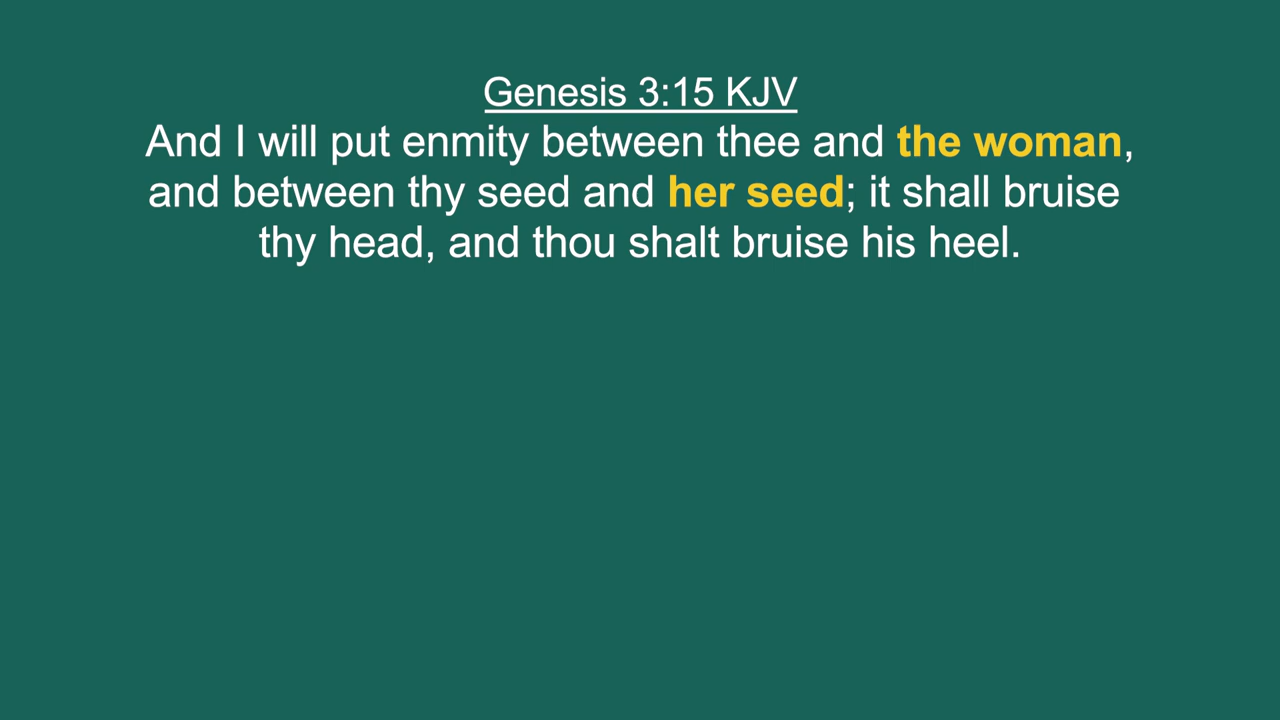 Genesis 3:15 KJV
And I will put enmity between thee and the woman,
and between thy seed and her seed; it shall bruise
thy head, and thou shalt bruise his heel.